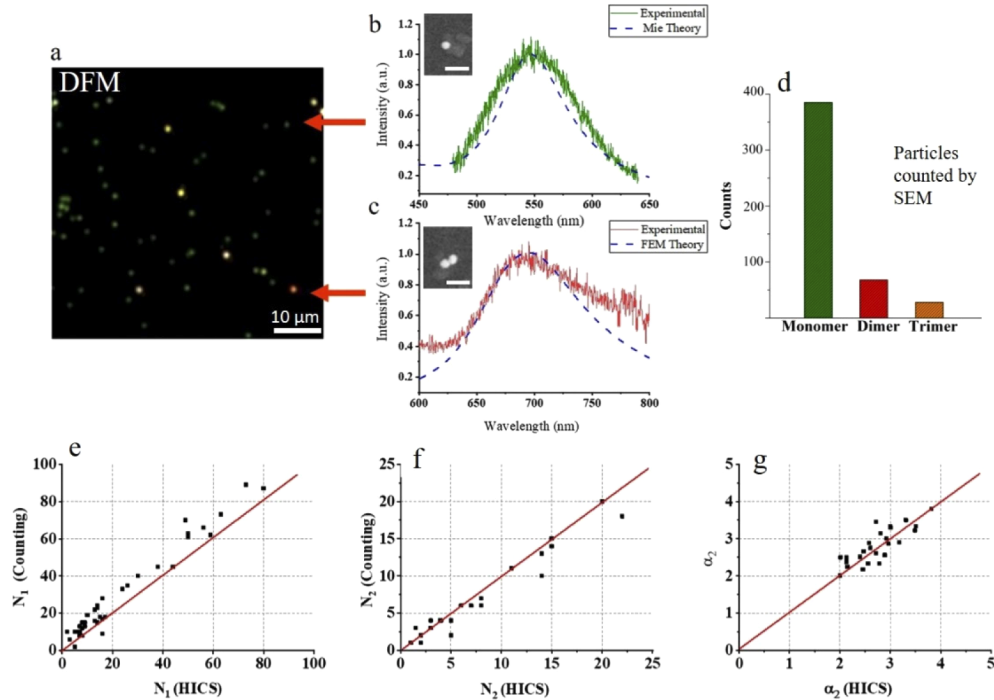 a
DFM
10 µm
b
Experimental
Mie Theory
Intensity (a.u.)
1.2
1.0
0.8
0.6
0.4
0.2
450
500
550
600
650
Wavelength (nm)
c
Experimental
FEM Theory
Intensity (a.u.)
1.2
1.0
0.8
0.6
0.4
0.2
600
650
700
750
800
Wavelength (nm)
d
400
300
200
100
Counts
Particles
counted by
SEM
Monomer
Dimer
Trimer
e
100
80
60
40
20
0
N₁ (Counting)
0
20
40
60
80
100
N₁ (HICS)
f
25
20
15
10
5
0
N₂ (Counting)
0
5
10
15
20
25
N₂ (HICS)
g
5
4
3
2
1
0
α₂
0
1
2
3
4
5
α₂ (HICS)